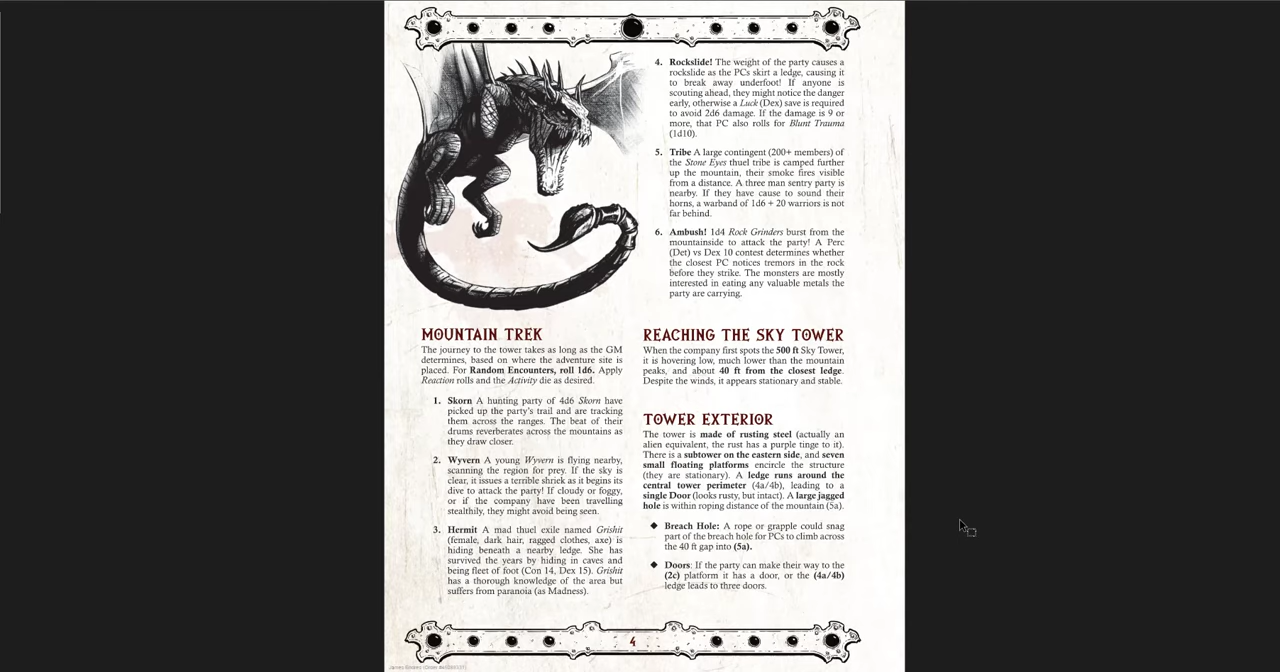 4. Rockslide! The weight of the party causes a
rockslide as the PCs skirt a ledge, causing it
to break away underfoot! If anyone is
scouting ahead, they might notice the danger
early, otherwise a Luck (Dex) save is required
to avoid 2d6 damage. If the damage is 9 or
more, that PC also rolls for Blunt Trauma
(1d10).
5. Tribe A large contingent (200+ members) of
the Stone Eyes thuel tribe is camped further
up the mountain, their smoke fires visible
from a distance. A three man sentry party is
nearby. If they have cause to sound their
horns, a warband of 1d6 + 20 warriors is not
far behind.
6. Ambush! 1d4 Rock Grinders burst from the
mountainside to attack the party! A Perc
(Det) vs Dex 10 contest determines whether
the closest PC notices tremors in the rock
before they strike. The monsters are mostly
interested in eating any valuable metals the
party are carrying.
MOUNTAIN TREK
The journey to the tower takes as long as the GM
determines, based on where the adventure site is
placed. For Random Encounters, roll 1d6. Apply
Reaction rolls and the Activity die as desired.
1. Skorn A hunting party of 4d6 Skorn have
picked up the party's trail and are tracking
them across the ranges. The beat of their
drums reverberates across the mountains as
they draw closer.
2. Wyvern A young Wyvern is flying nearby,
scanning the region for prey. If the sky is
clear, it issues a terrible shriek as it begins its
dive to attack the party! If cloudy or foggy,
or if the company have been travelling
stealthily, they might avoid being seen.
3. Hermit A mad thuel exile named Grishit
(female, dark hair, ragged clothes, axe) is
hiding beneath a nearby ledge. She has
survived the years by hiding in caves and
being fleet of foot (Con 14, Dex 15). Grishit
has a thorough knowledge of the area but
suffers from paranoia (as Madness).
REACHING THE SKY TOWER
When the company first spots the 500 ft Sky Tower,
it is hovering low, much lower than the mountain
peaks, and about 40 ft from the closest ledge.
Despite the winds, it appears stationary and stable.
TOWER EXTERIOR
The tower is made of rusting steel (actually an
alien equivalent, the rust has a purple tinge to it).
There is a subtower on the eastern side, and seven
small floating platforms encircle the structure
(they are stationary). A ledge runs around the
central tower perimeter (4a/4b), leading to a
single Door (looks rusty, but intact). A large jagged
hole is within roping distance of the mountain (5a).
◆ Breach Hole: A rope or grapple could snag
part of the breach hole for PCs to climb across
the 40 ft gap into (5a).
◆ Doors: If the party can make their way to the
(2c) platform it has a door, or the (4a/4b)
ledge leads to three doors.
4